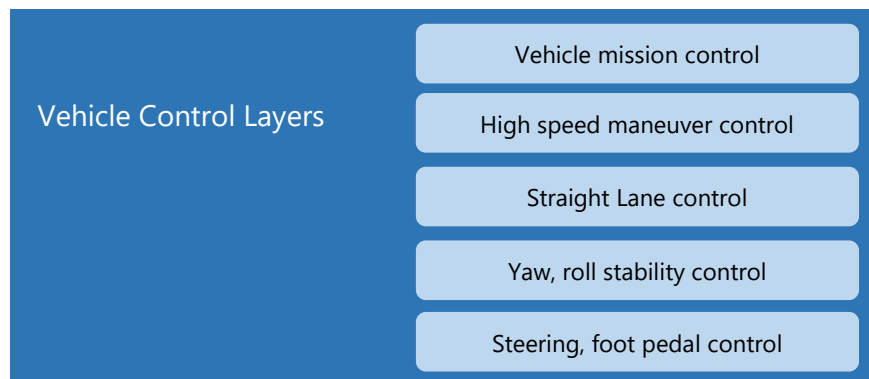 Vehicle Control Layers
Vehicle mission control
High speed maneuver control
Straight Lane control
Yaw, roll stability control
Steering, foot pedal control